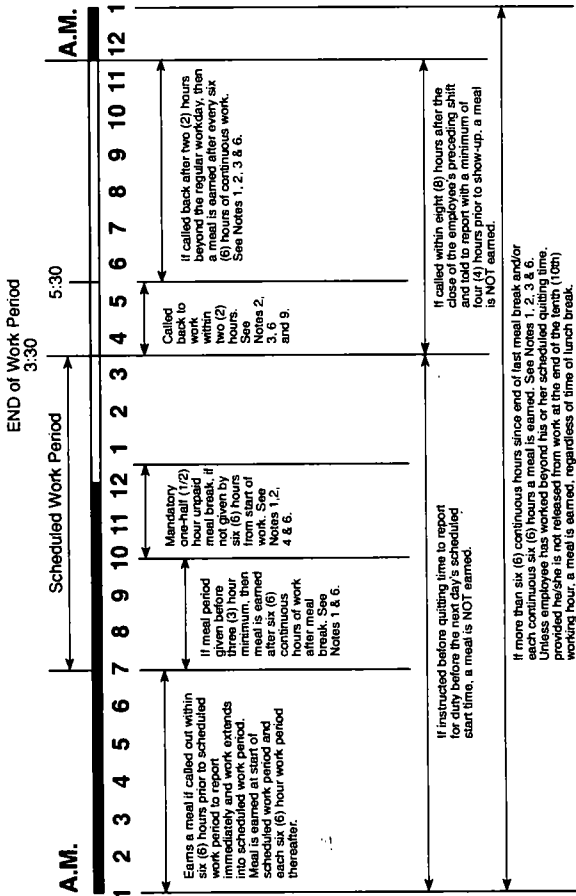 END of Work Period
3:30
Scheduled Work Period
5:30
A.M.
A.M.
1 2 3 4 5 6 7 8 9 10 11 12 1 2 3 4 5 6 7 8 9 10 11 12 1
Earns a meal if called out within
six (6) hours prior to scheduled
work period to report
immediately and work extends
into scheduled work period.
Meal is earned at start of
scheduled work period and
each six (6) hour work period
thereafter.
If meal period
given before
three (3) hour
minimum, then
meal is earned
after six (6)
continuous
hours of work
after meal
break. See
Notes 1 & 6.
Mandatory
one-half (1/2)
hour unpaid
meal break, if
not given by
six (6) hours
from start of
work. See
Notes 1,2,
4 & 6.
Called
back to
work
within
two (2)
hours.
See
Notes 2,
3, 6
and 9.
If called back after two (2) hours
beyond the regular workday, then
a meal is earned after every six
(6) hours of continuous work.
See Notes 1, 2, 3 & 6.
If instructed before quitting time to report
for duty before the next day's scheduled
start time, a meal is NOT earned.
If called within eight (8) hours after the
close of the employee's preceding shift
and told to report with a minimum of
four (4) hours prior to show-up, a meal
is NOT earned.
If more than six (6) continuous hours since end of last meal break and/or
each continuous six (6) hours a meal is earned. See Notes 1, 2, 3 & 6.
Unless employee has worked beyond his or her scheduled quitting time,
provided he/she is not released from work at the end of the tenth (10th)
working hour, a meal is earned, regardless of time of lunch break.